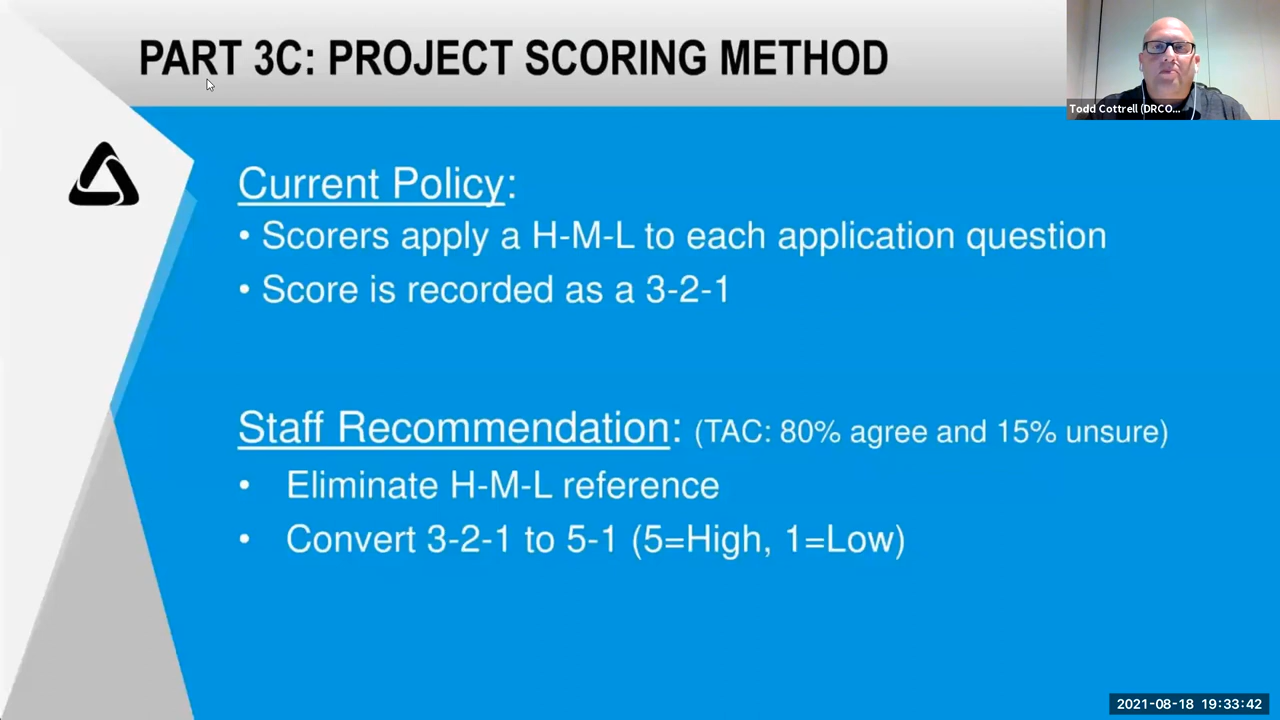 PART 3C: PROJECT SCORING METHOD
Todd Cottrell (DRCO...
Current Policy:
• Scorers apply a H-M-L to each application question
• Score is recorded as a 3-2-1
Staff Recommendation: (TAC: 80% agree and 15% unsure)
• Eliminate H-M-L reference
• Convert 3-2-1 to 5-1 (5=High, 1=Low)
2021-08-18 19:33:42